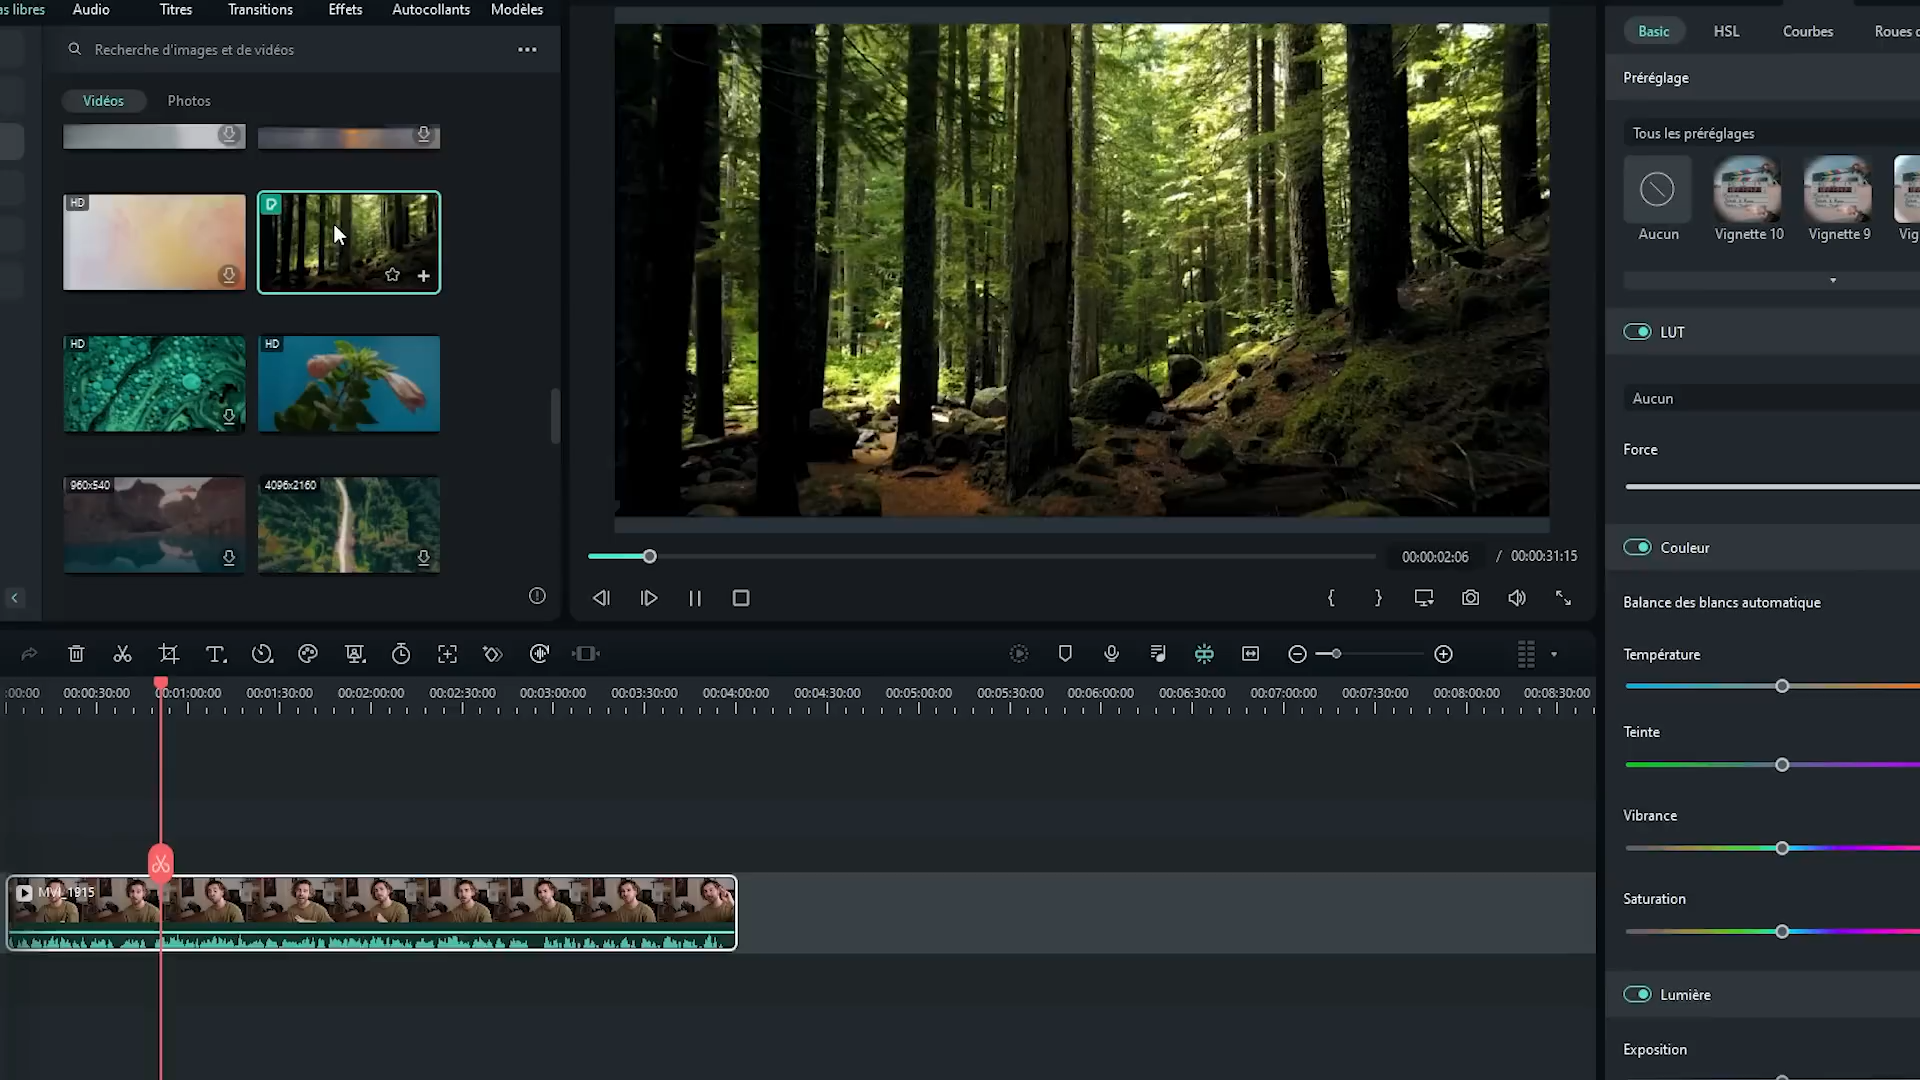 as libres Audio Titres Transitions Effets Autocollants Modèles
Recherche d'images et de vidéos
Vidéos Photos
HD
HD HD
960x540 4096x2160
00:00:02:06 / 00:00:31:15
Basic HSL Courbes Roues
Préréglage
Tous les préréglages
Aucun Vignette 10 Vignette 9 Vig
LUT
Aucun
Force
Couleur
Balance des blancs automatique
Température
Teinte
Vibrance
Saturation
Lumière
Exposition
:00:00 00:00:30:00 00:01:00:00 00:01:30:00 00:02:00:00 00:02:30:00 00:03:00:00 00:03:30:00 00:04:00:00 00:04:30:00 00:05:00:00 00:05:30:00 00:06:00:00 00:06:30:00 00:07:00:00 00:07:30:00 00:08:00:00 00:08:30:00
MVI_1915